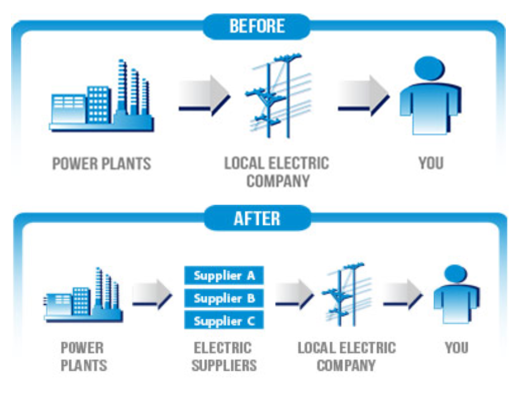 BEFORE
POWER PLANTS
LOCAL ELECTRIC
COMPANY
YOU
AFTER
Supplier A
Supplier B
Supplier C
POWER
PLANTS
ELECTRIC
SUPPLIERS
LOCAL ELECTRIC
COMPANY
YOU